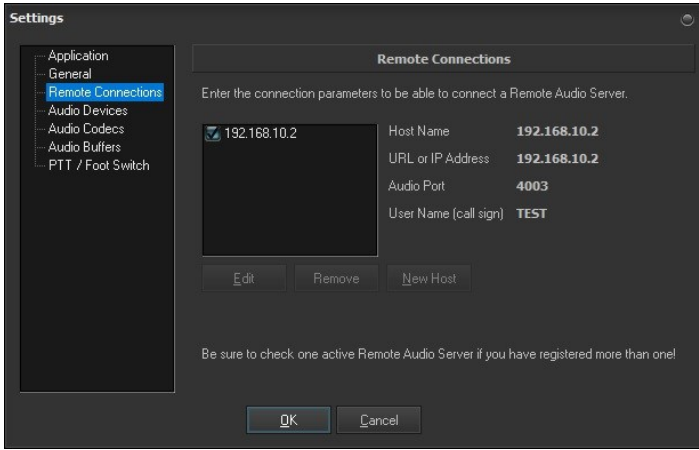 Settings
Application
General
Remote Connections
Audio Devices
Audio Codecs
Audio Buffers
PTT / Foot Switch
Remote Connections
Enter the connection parameters to be able to connect a Remote Audio Server.
192.168.10.2
Host Name 192.168.10.2
URL or IP Address 192.168.10.2
Audio Port 4003
User Name (call sign) TEST
Edit Remove New Host
Be sure to check one active Remote Audio Server if you have registered more than one!
OK Cancel